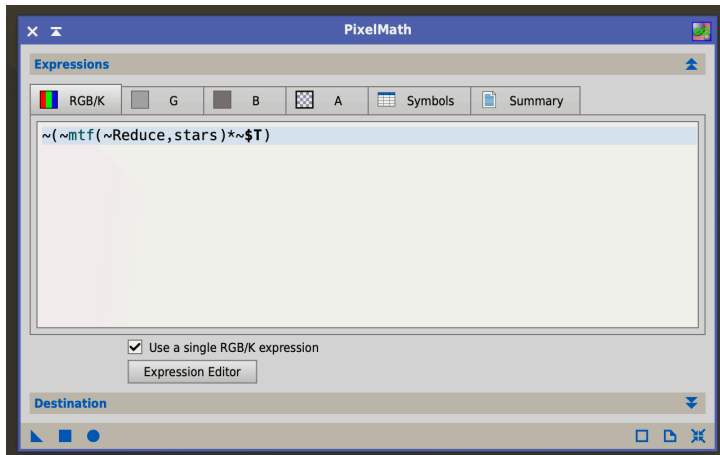 PixelMath
Expressions
RGB/K G B A Symbols Summary
~(~mtf(~Reduce,stars)*~$T)
Use a single RGB/K expression
Expression Editor
Destination